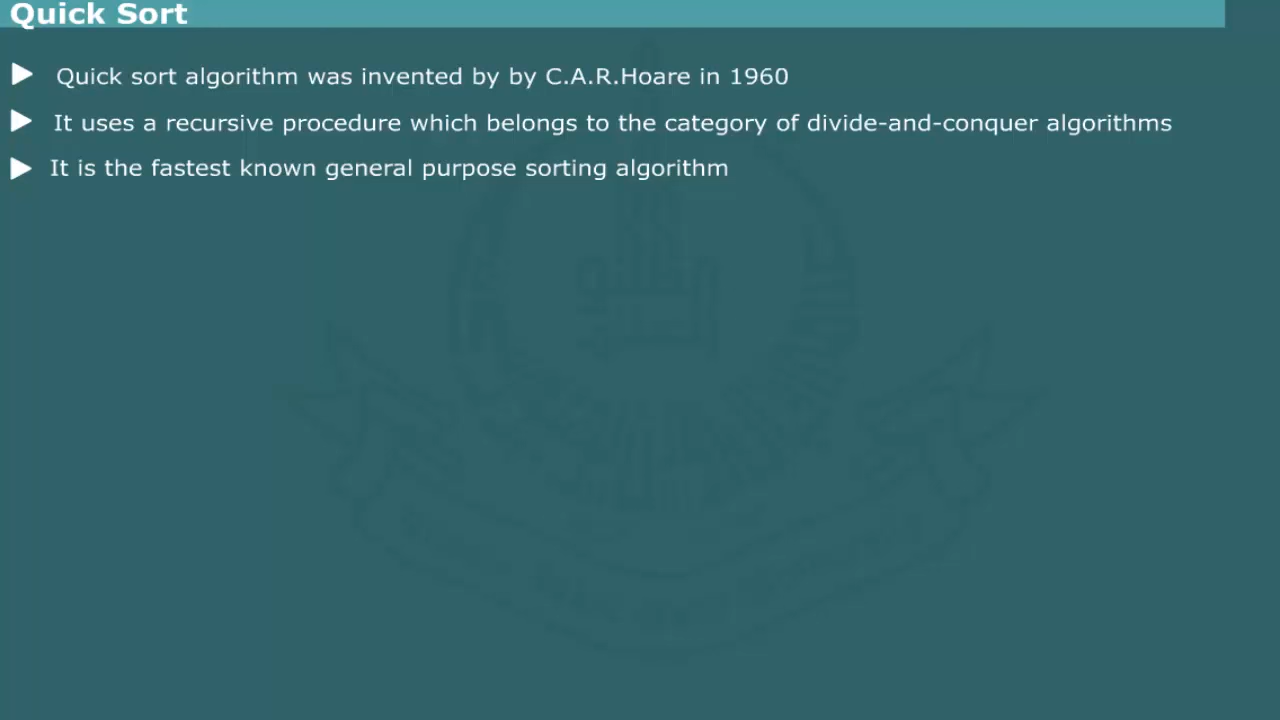 Quick Sort
Quick sort algorithm was invented by by C.A.R.Hoare in 1960
It uses a recursive procedure which belongs to the category of divide-and-conquer algorithms
It is the fastest known general purpose sorting algorithm